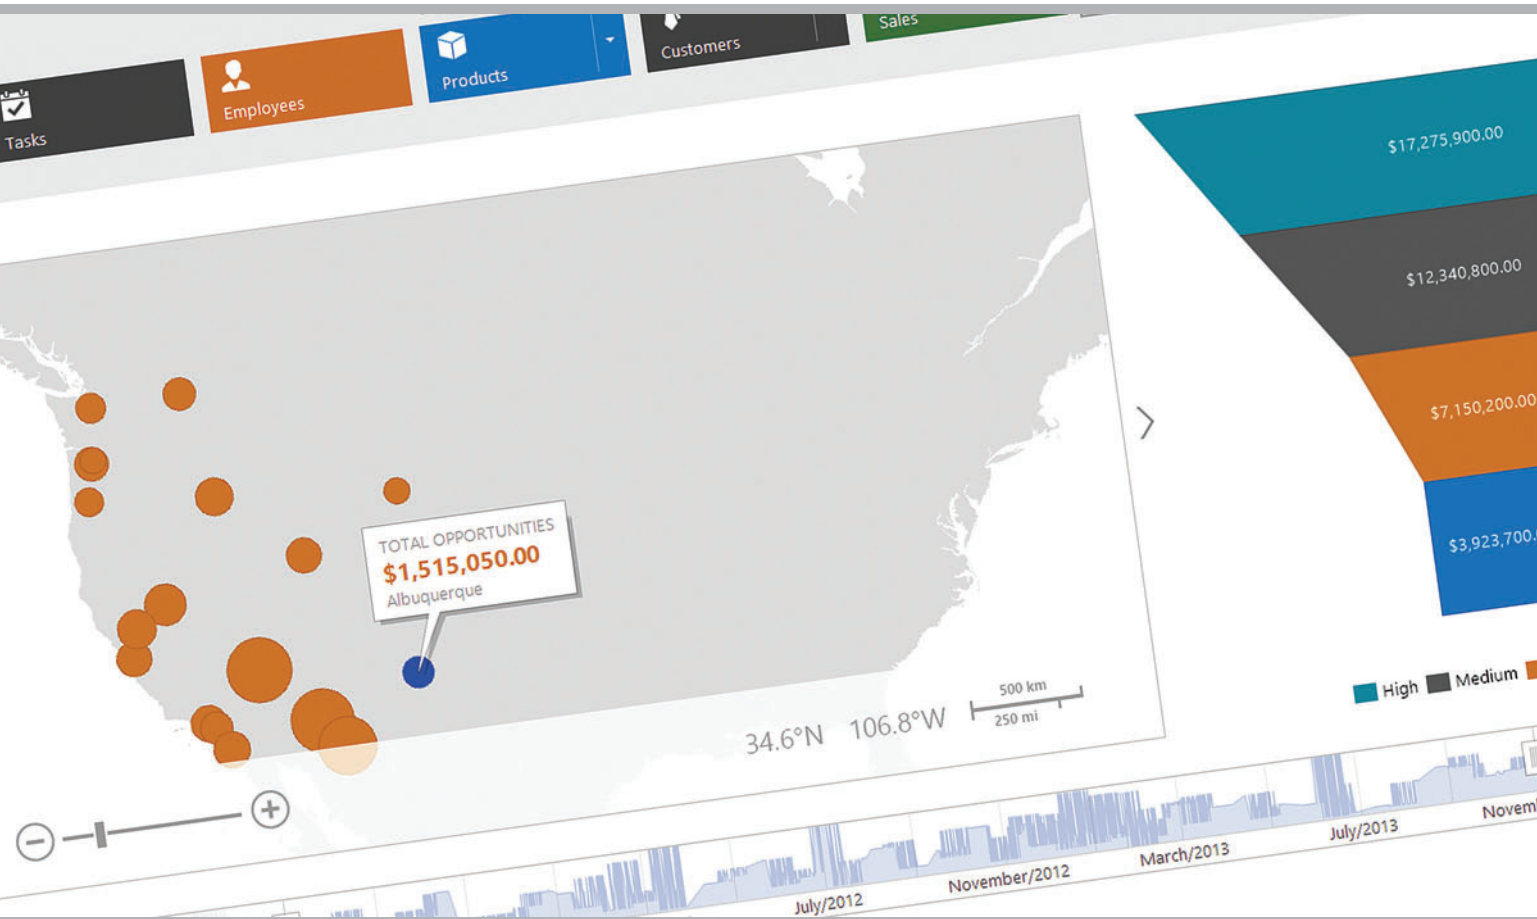 Tasks
Employees
Products
Customers
Sales
TOTAL OPPORTUNITIES
$1,515,050.00
Albuquerque
34.6°N 106.8°W
500 km
250 mi
$17,275,900.00
$12,340,800.00
$7,150,200.00
$3,923,700.
High
Medium
July/2012
November/2012
March/2013
July/2013
Novem